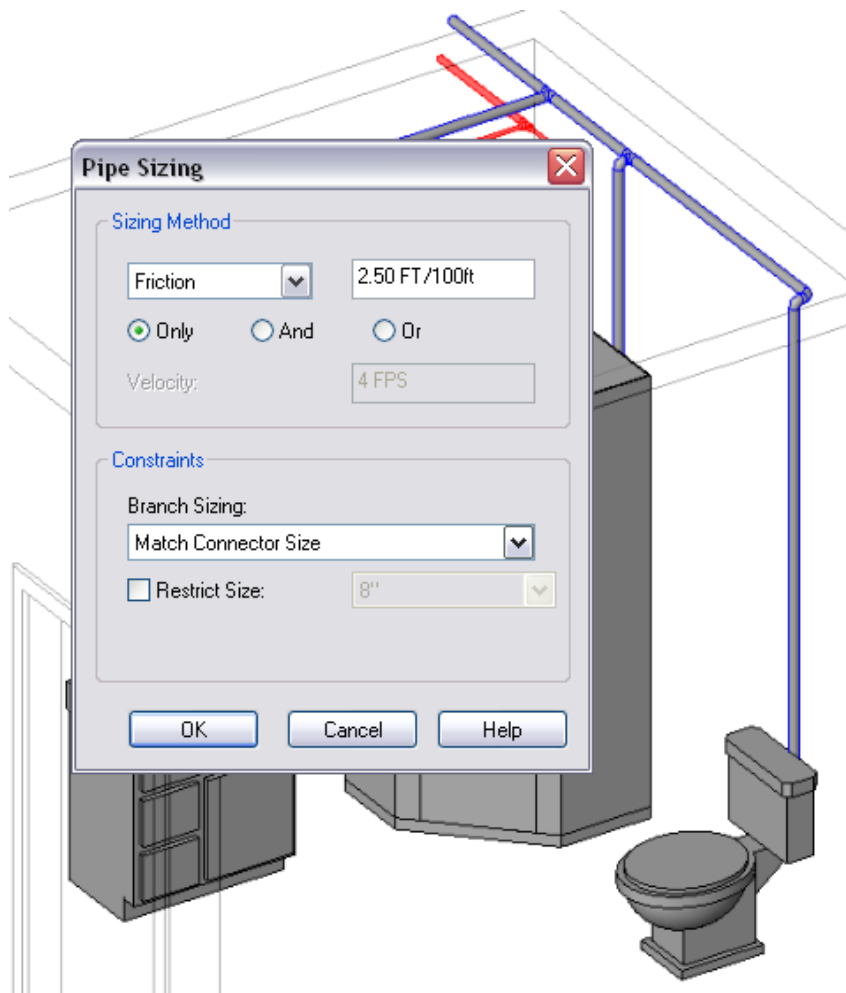 Pipe Sizing
Sizing Method
Friction 2.50 FT/100ft
Only And Or
Velocity: 4 FPS
Constraints
Branch Sizing:
Match Connector Size
Restrict Size: 8"
OK Cancel Help